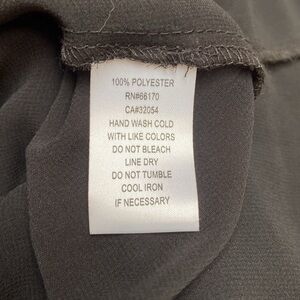 100% POLYESTER
RN#66170
CA#32054
HAND WASH COLD
WITH LIKE COLORS
DO NOT BLEACH
LINE DRY
DO NOT TUMBLE
COOL IRON
IF NECESSARY